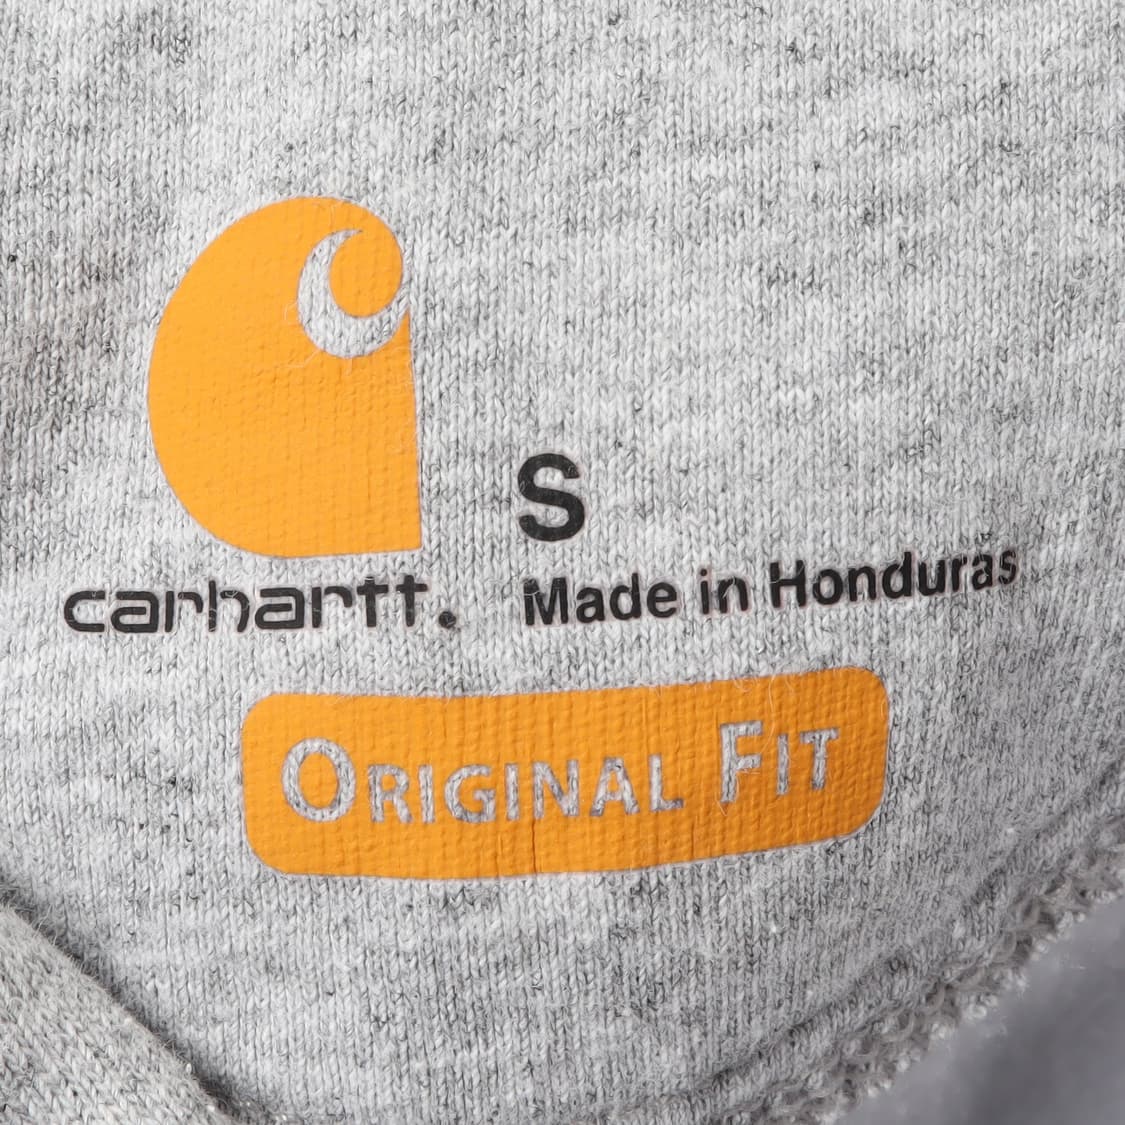 S
carhartt.
Made in Honduras
ORIGINAL FIT